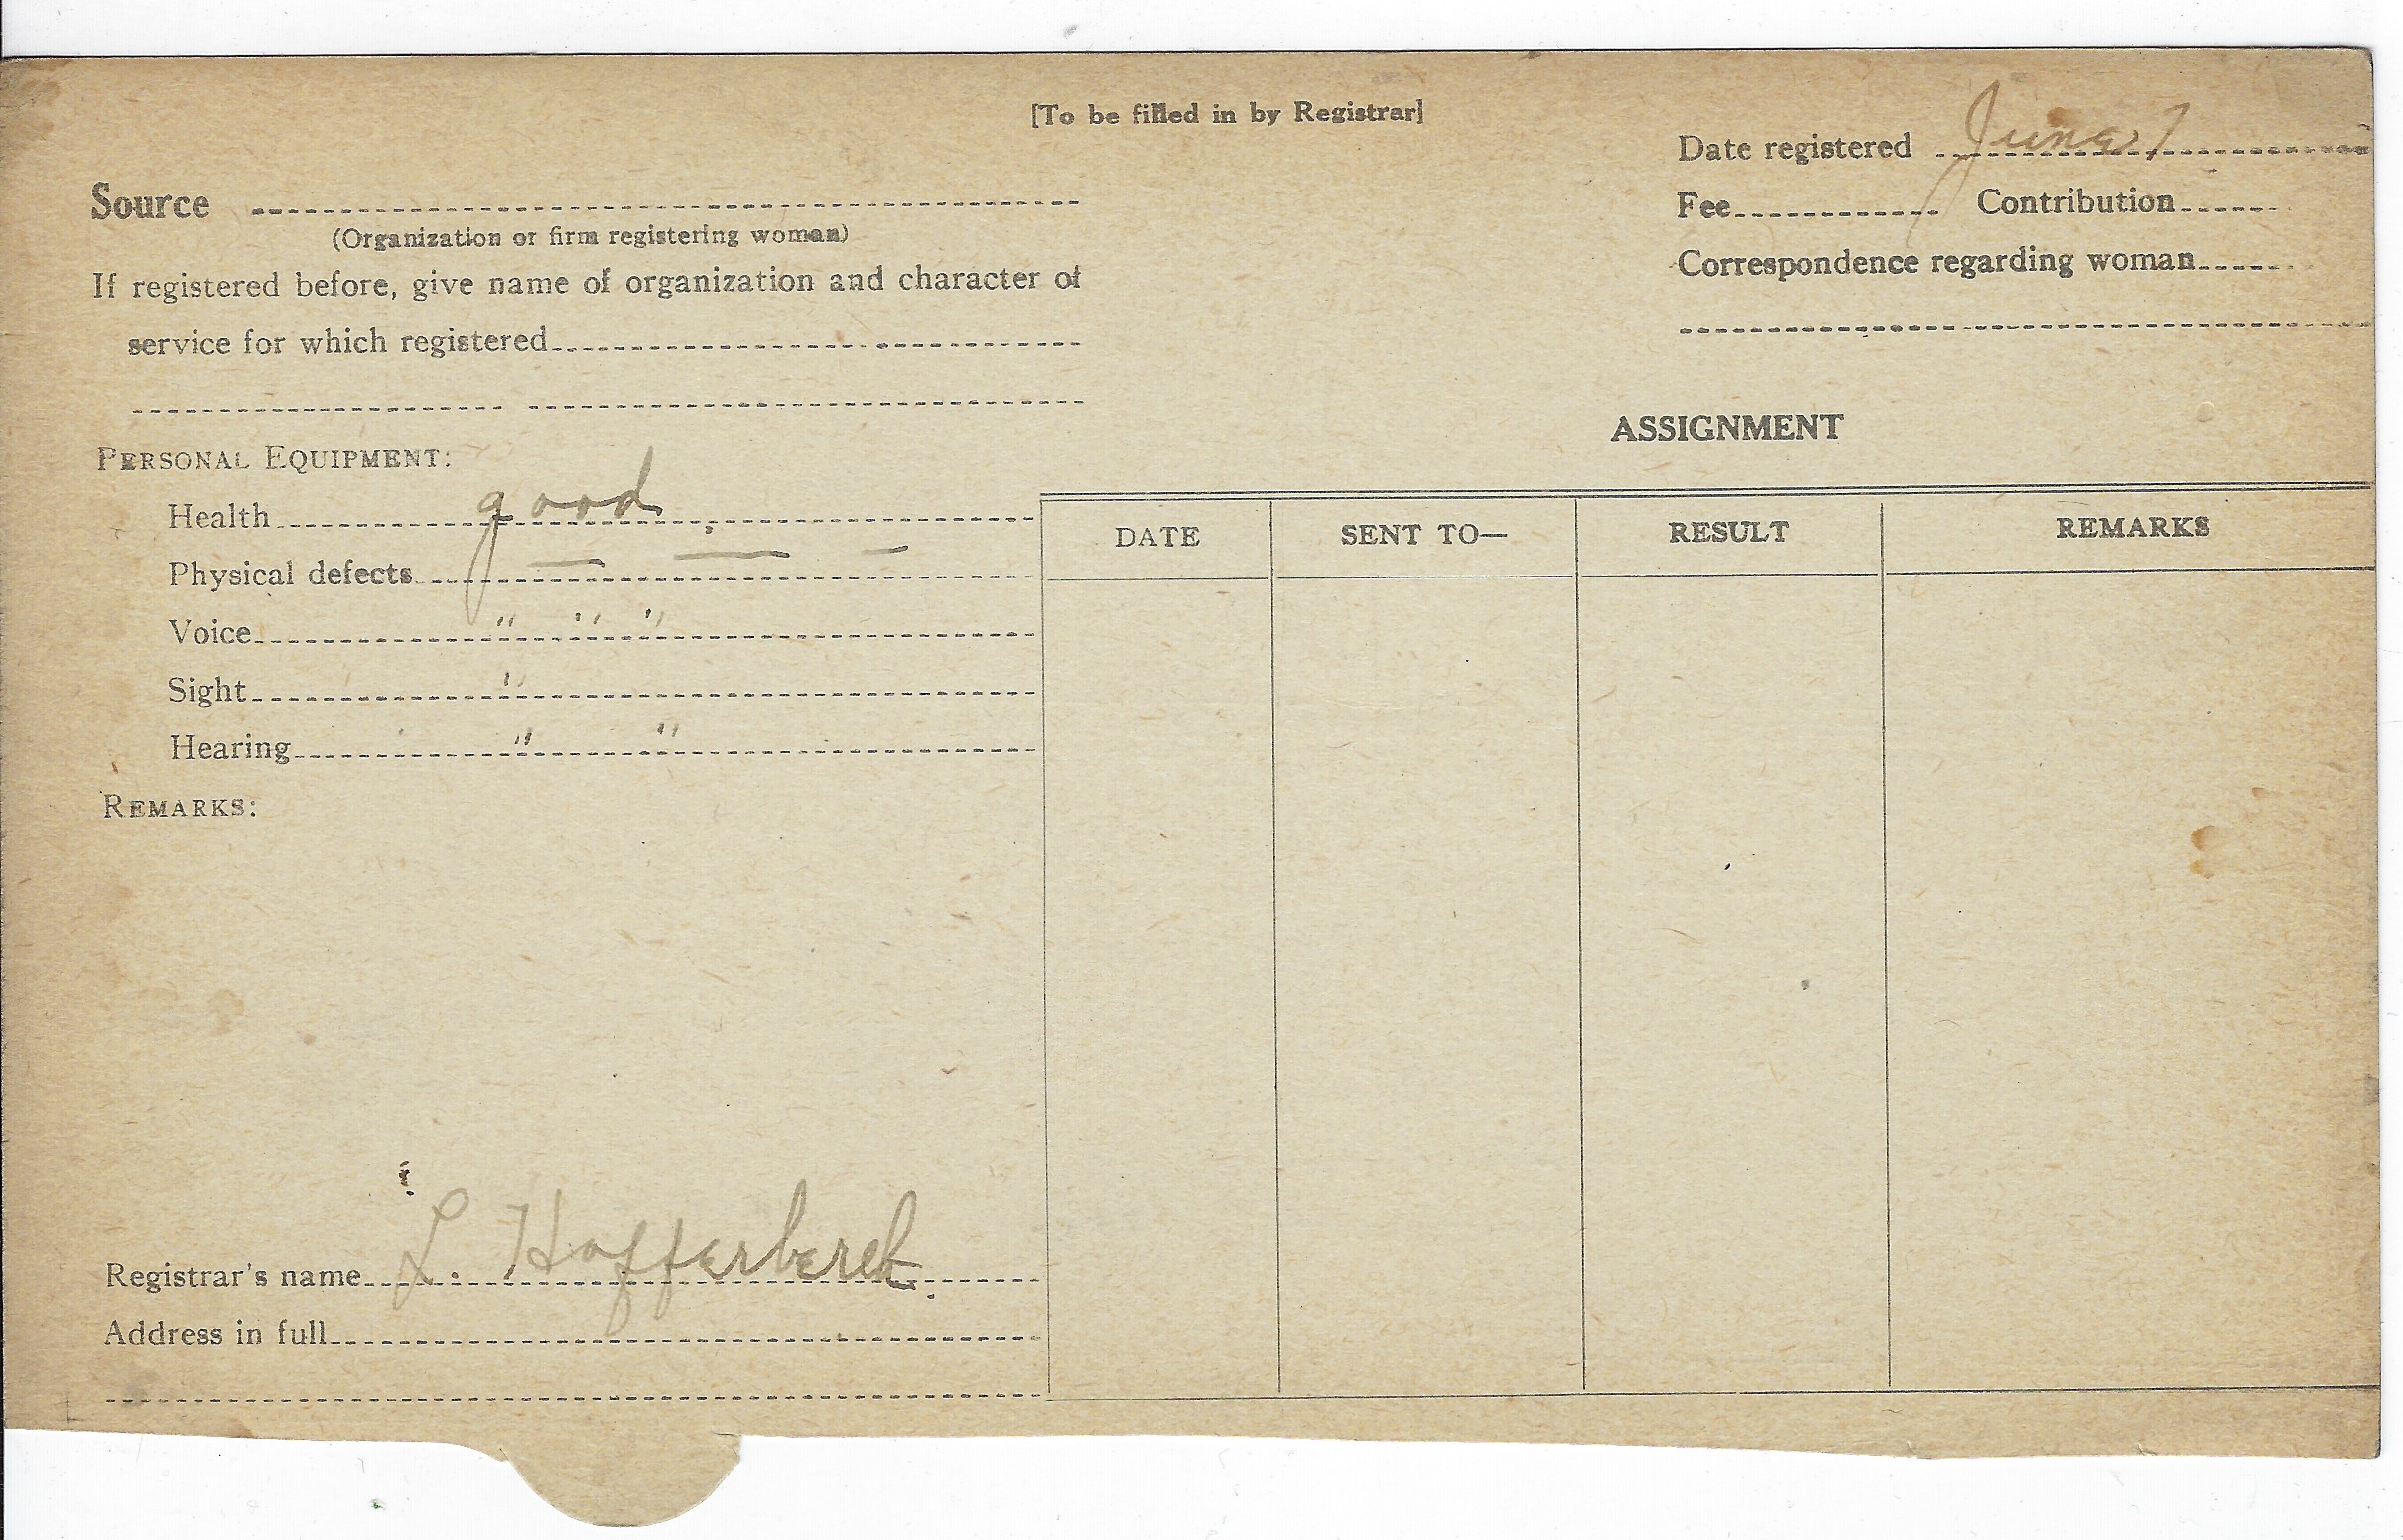 [To be filled in by Registrar]
Date registered June 7
Source
Fee Contribution
(Organization or firm registering woman)
Correspondence regarding woman
If registered before, give name of organization and character of
service for which registered
ASSIGNMENT
PERSONAL EQUIPMENT:
Health good
Physical defects — — —
Voice " " "
Sight "
Hearing " "
DATE SENT TO— RESULT REMARKS
REMARKS:
Registrar's name L.
Address in full